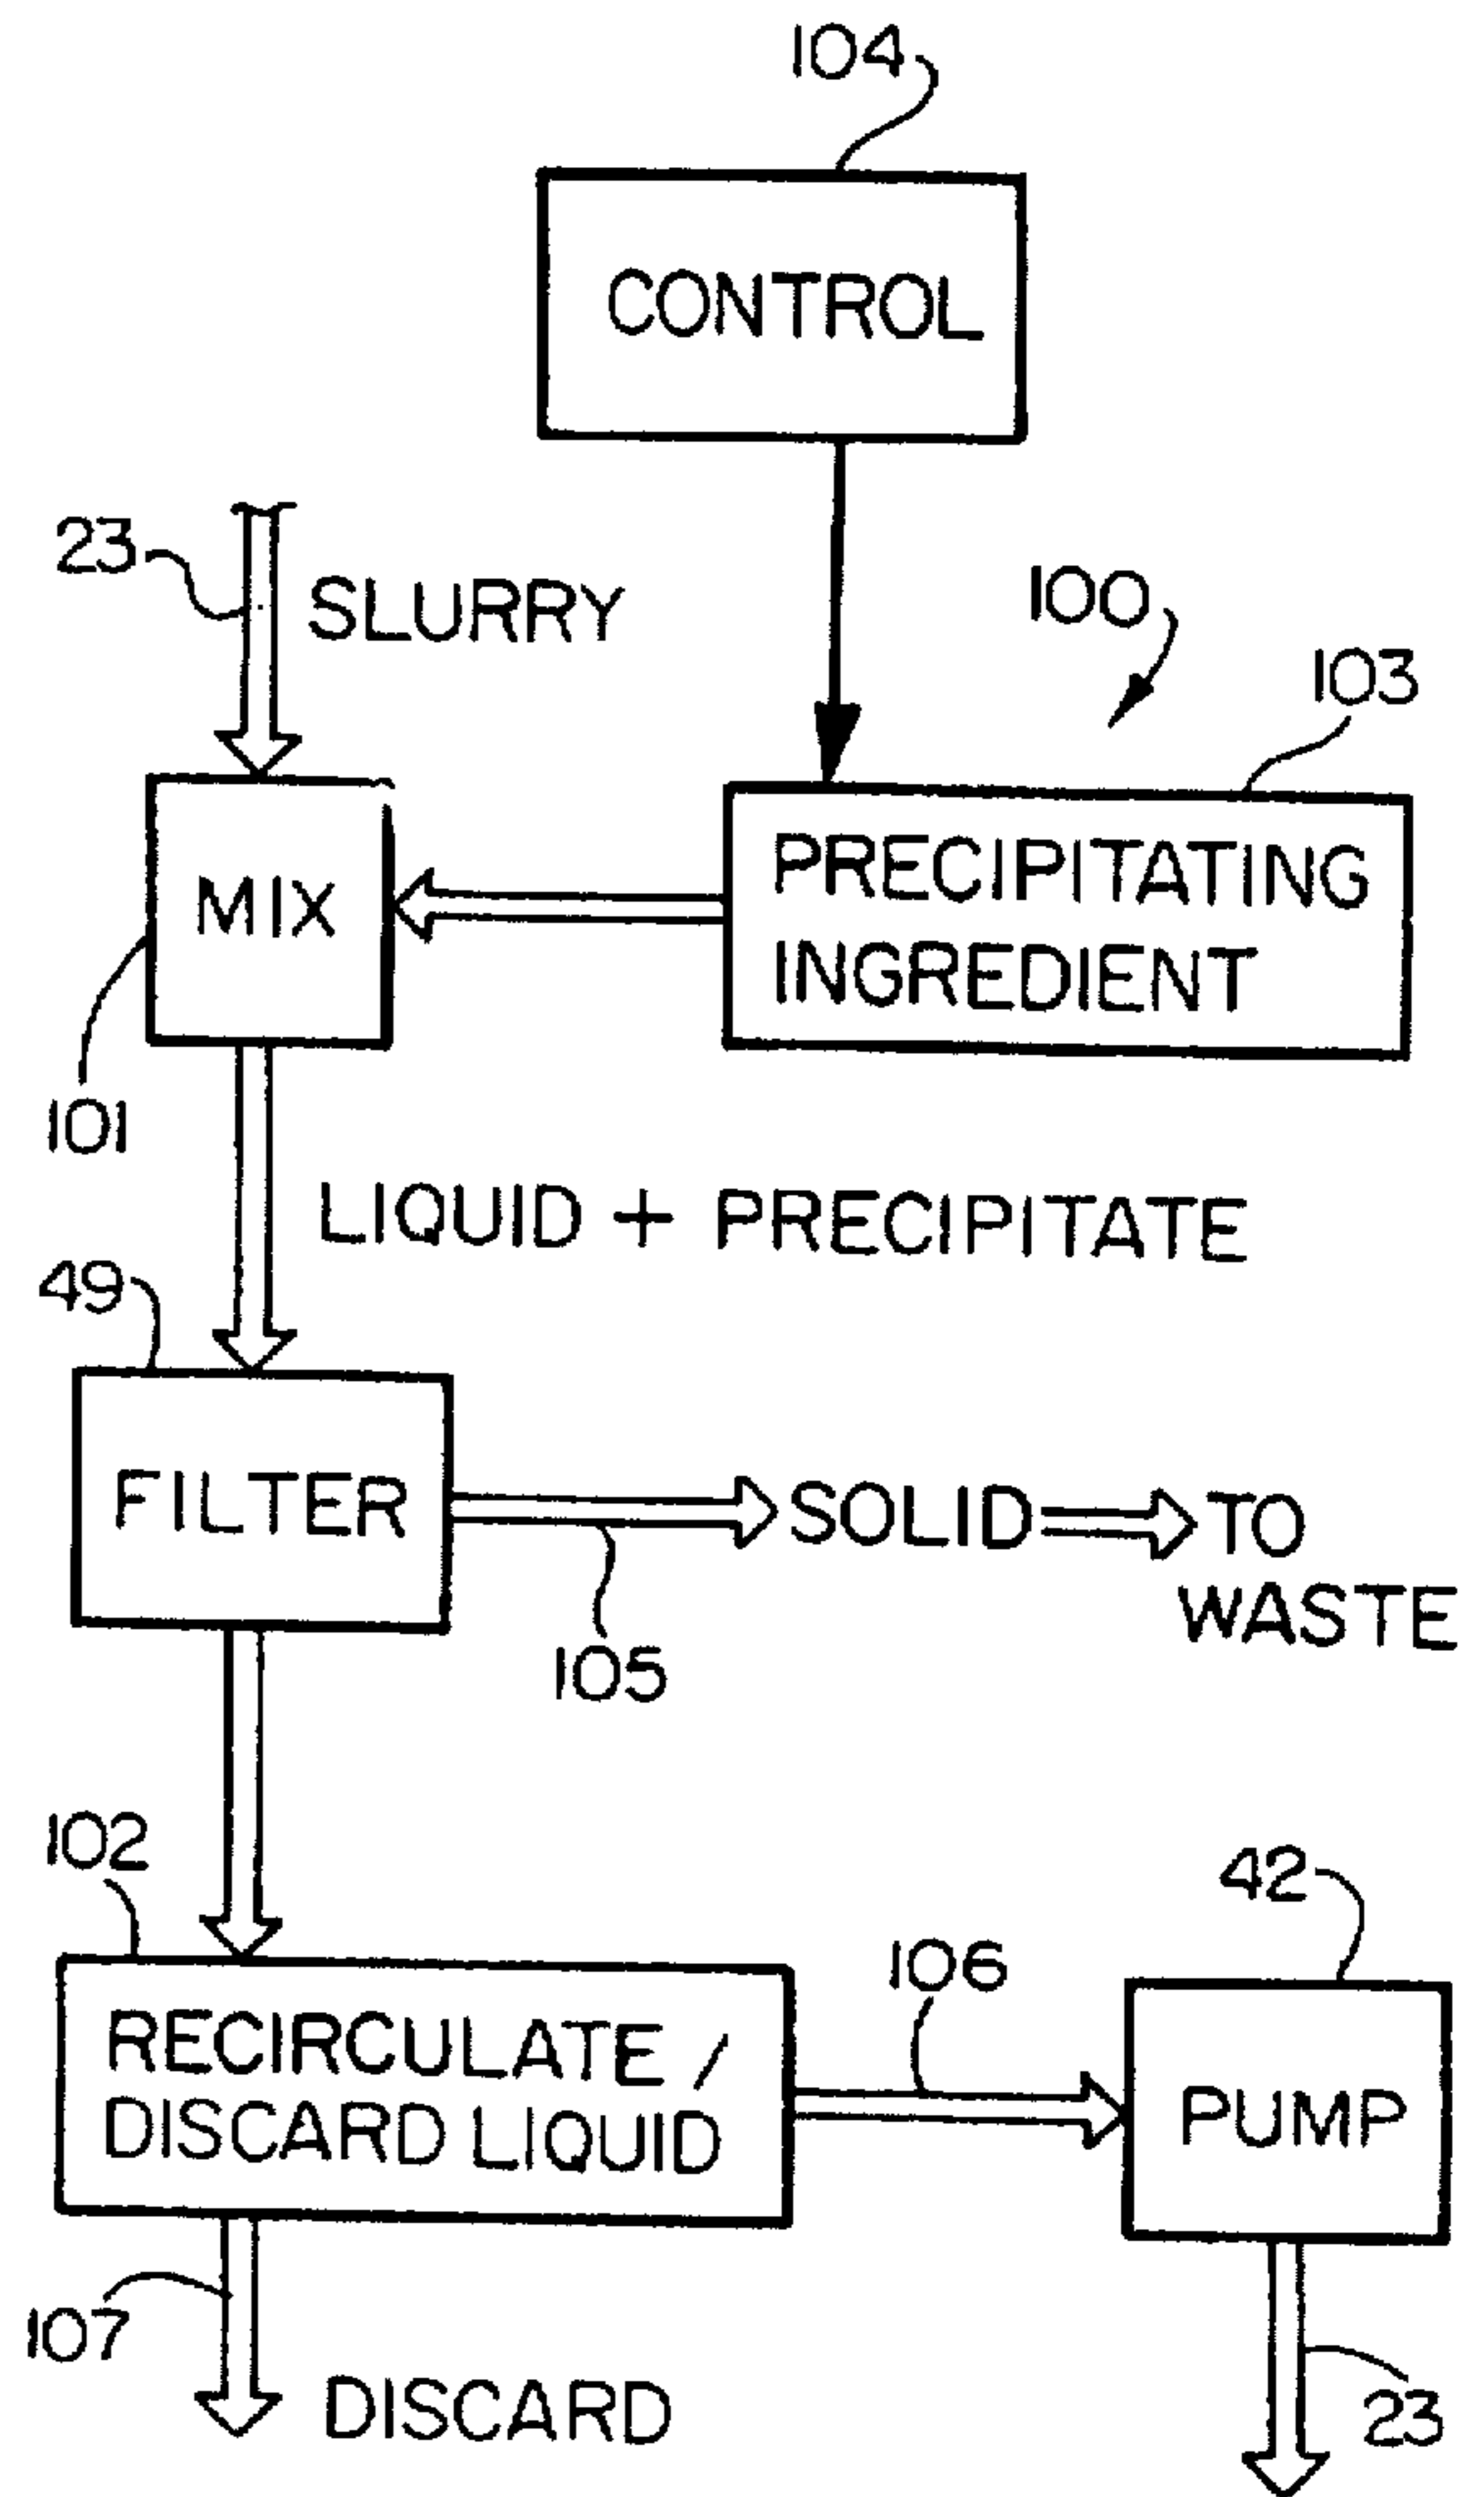 104
CONTROL
23
SLURRY
100
103
MIX
PRECIPITATING
INGREDIENT
101
LIQUID + PRECIPITATE
49
FILTER
SOLID
TO
WASTE
105
102
42
106
RECIRCULATE /
DISCARD LIQUID
PUMP
107
DISCARD
23